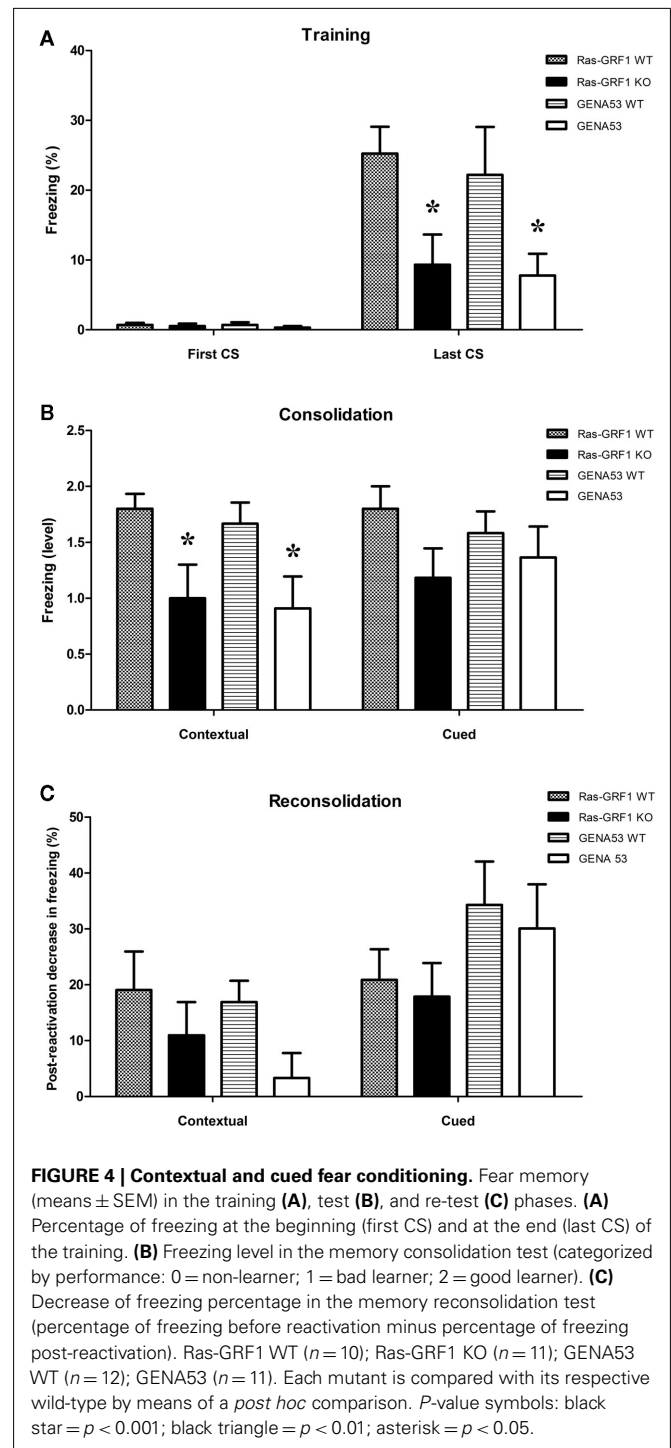 A
Training
40
30
20
10
0
Freezing (%)
Ras-GRF1 WT
Ras-GRF1 KO
GENA53 WT
GENA53
*
*
First CS
Last CS
B
Consolidation
2.5
2.0
1.5
1.0
0.5
0.0
Freezing (level)
Ras-GRF1 WT
Ras-GRF1 KO
GENA53 WT
GENA53
*
*
Contextual
Cued
C
Reconsolidation
50
40
30
20
10
0
Post-reactivation decrease in freezing (%)
Ras-GRF1 WT
Ras-GRF1 KO
GENA53 WT
GENA 53
Contextual
Cued
FIGURE 4 | Contextual and cued fear conditioning. Fear memory
(means ± SEM) in the training (A), test (B), and re-test (C) phases. (A)
Percentage of freezing at the beginning (first CS) and at the end (last CS) of
the training. (B) Freezing level in the memory consolidation test (categorized
by performance: 0 = non-learner; 1 = bad learner; 2 = good learner). (C)
Decrease of freezing percentage in the memory reconsolidation test
(percentage of freezing before reactivation minus percentage of freezing
post-reactivation). Ras-GRF1 WT (n = 10); Ras-GRF1 KO (n = 11); GENA53
WT (n = 12); GENA53 (n = 11). Each mutant is compared with its respective
wild-type by means of a post hoc comparison. P-value symbols: black
star = p < 0.001; black triangle = p < 0.01; asterisk = p < 0.05.